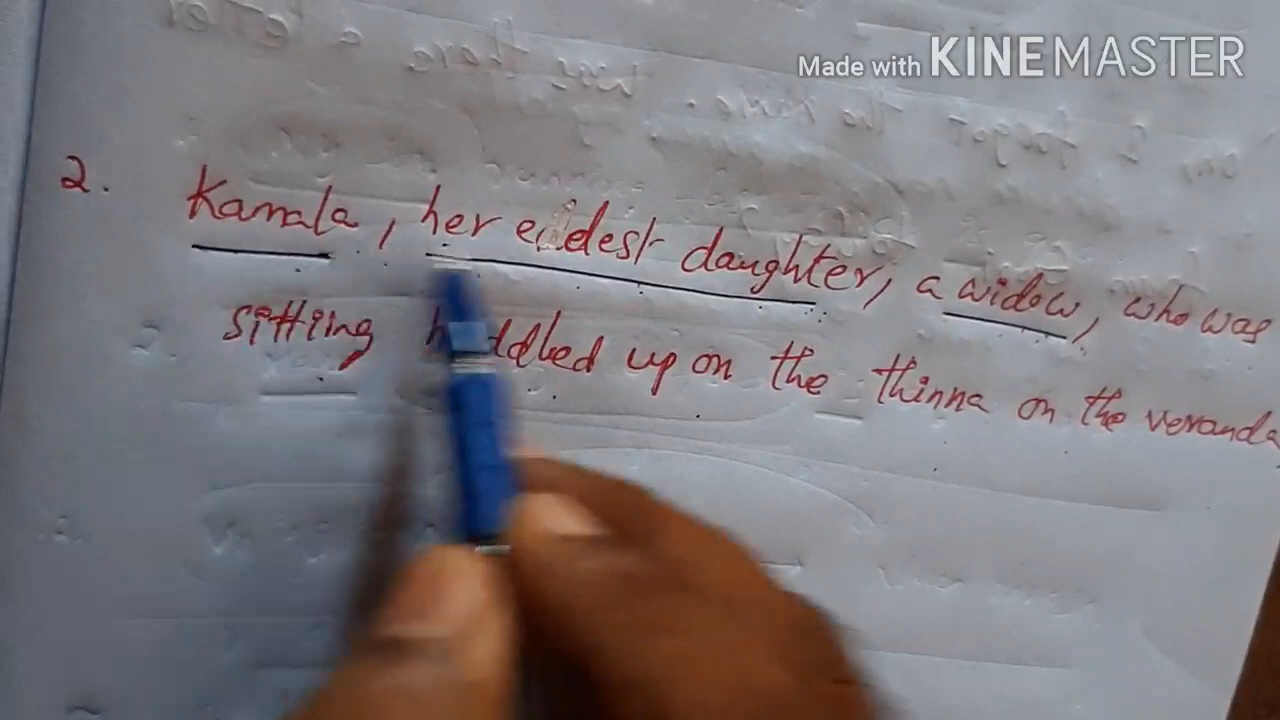 Made with KINEMASTER
2. Kamala, her eldest daughter, a widow, who was
sitting huddled up on the thinna on the veranda